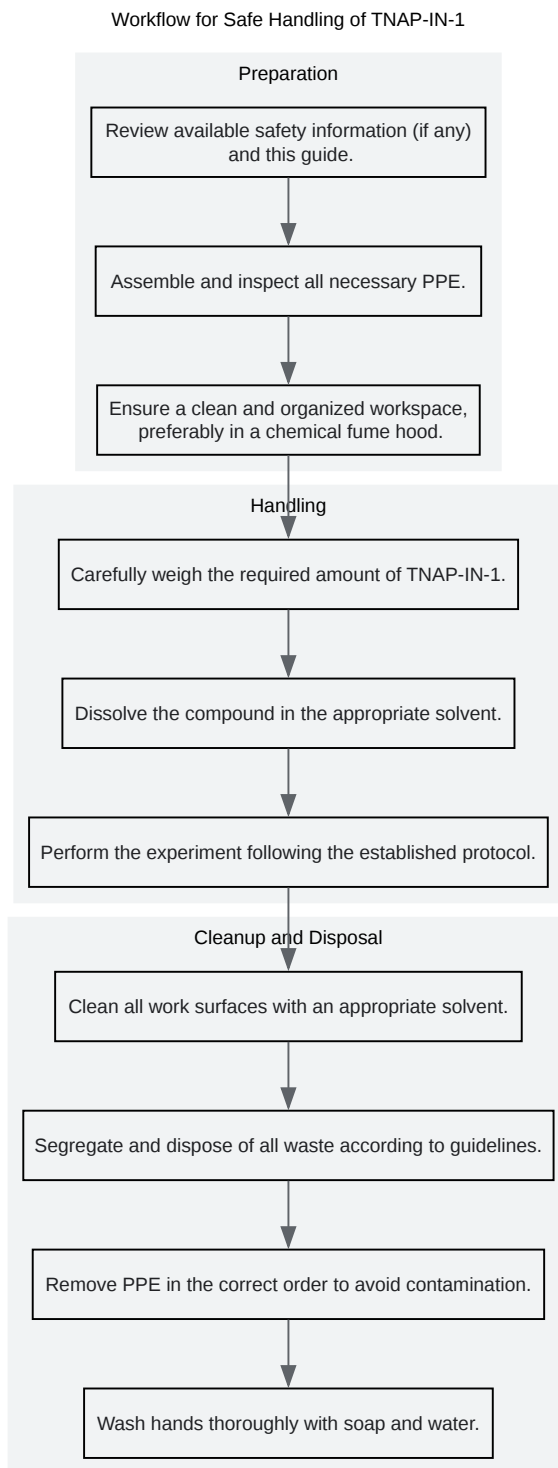 Workflow for Safe Handling of TNAP-IN-1
Preparation
Review available safety information (if any)
and this guide.
Assemble and inspect all necessary PPE.
Ensure a clean and organized workspace,
preferably in a chemical fume hood.
Handling
Carefully weigh the required amount of TNAP-IN-1.
Dissolve the compound in the appropriate solvent.
Perform the experiment following the established protocol.
Cleanup and Disposal
Clean all work surfaces with an appropriate solvent.
Segregate and dispose of all waste according to guidelines.
Remove PPE in the correct order to avoid contamination.
Wash hands thoroughly with soap and water.